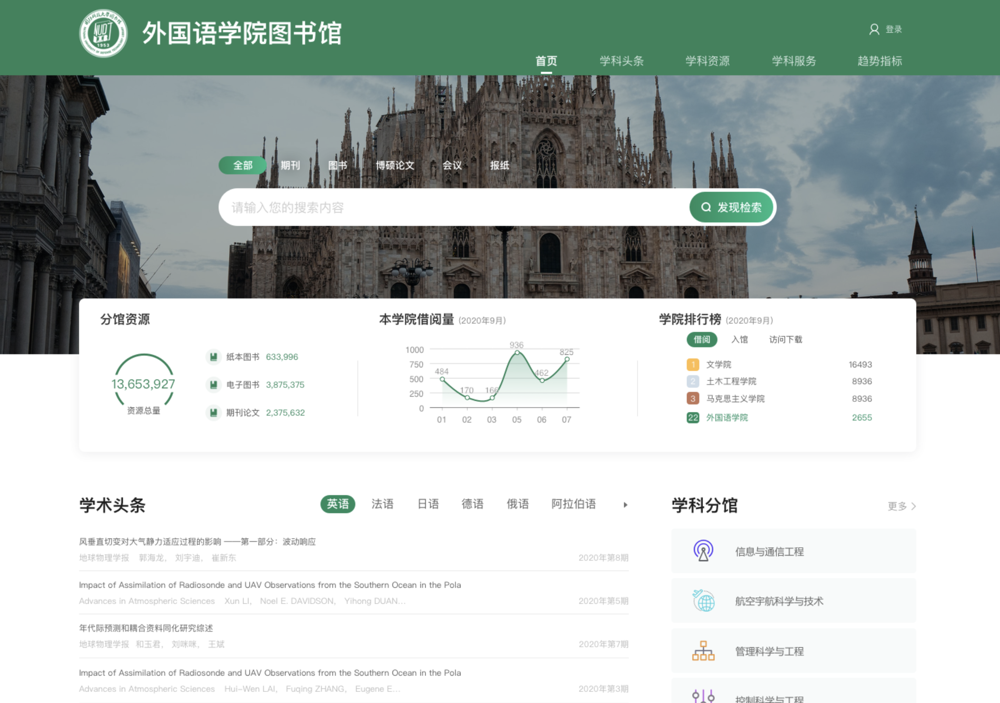 NUDT
LIB
1953
外国语学院图书馆
登录
首页 学科头条 学科资源 学科服务 趋势指标
全部 期刊 图书 博硕论文 会议 报纸
请输入您的搜索内容
发现检索
分馆资源
13,653,927
资源总量
纸本图书 633,996
电子图书 3,875,375
期刊论文 2,375,632
本学院借阅量 (2020年9月)
1000
750
500
250
0
484
170
166
936
462
825
01 02 03 05 06 07
学院排行榜 (2020年9月)
借阅 入馆 访问下载
1 文学院 16493
2 土木工程学院 8936
3 马克思主义学院 8936
22 外国语学院 2655
学术头条
英语 法语 日语 德语 俄语 阿拉伯语
风垂直切变对大气静力适应过程的影响 ——第一部分：波动响应
地球物理学报 郭海龙， 刘宇迪， 崔新东 2020年第8期
Impact of Assimilation of Radiosonde and UAV Observations from the Southern Ocean in the Pola
Advances in Atmospheric Sciences Xun LI， Noel E. DAVIDSON， Yihong DUAN... 2020年第5期
年代际预测和耦合资料同化研究综述
地球物理学报 和玉君， 刘咪咪， 王斌 2020年第7期
Impact of Assimilation of Radiosonde and UAV Observations from the Southern Ocean in the Pola
Advances in Atmospheric Sciences Hui-Wen LAI， Fuqing ZHANG， Eugene E... 2020年第3期
学科分馆
更多
信息与通信工程
航空宇航科学与技术
管理科学与工程
控制科学与工程